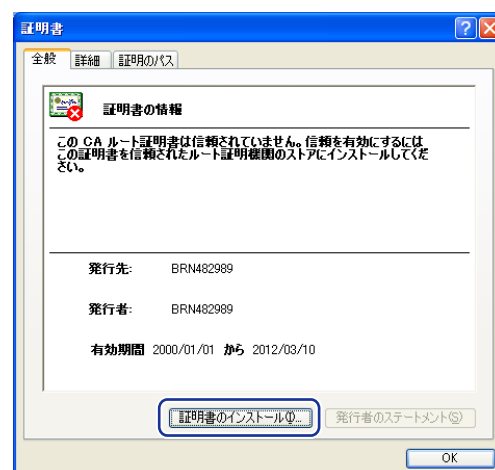 証明書
全般 詳細 証明のパス
証明書の情報
この CA ルート証明書は信頼されていません。信頼を有効にするには
この証明書を信頼されたルート証明機関のストアにインストールしてくだ
さい。
発行先: BRN482989
発行者: BRN482989
有効期間 2000/01/01 から 2012/03/10
証明書のインストール(I)... 発行者のステートメント(S)
OK